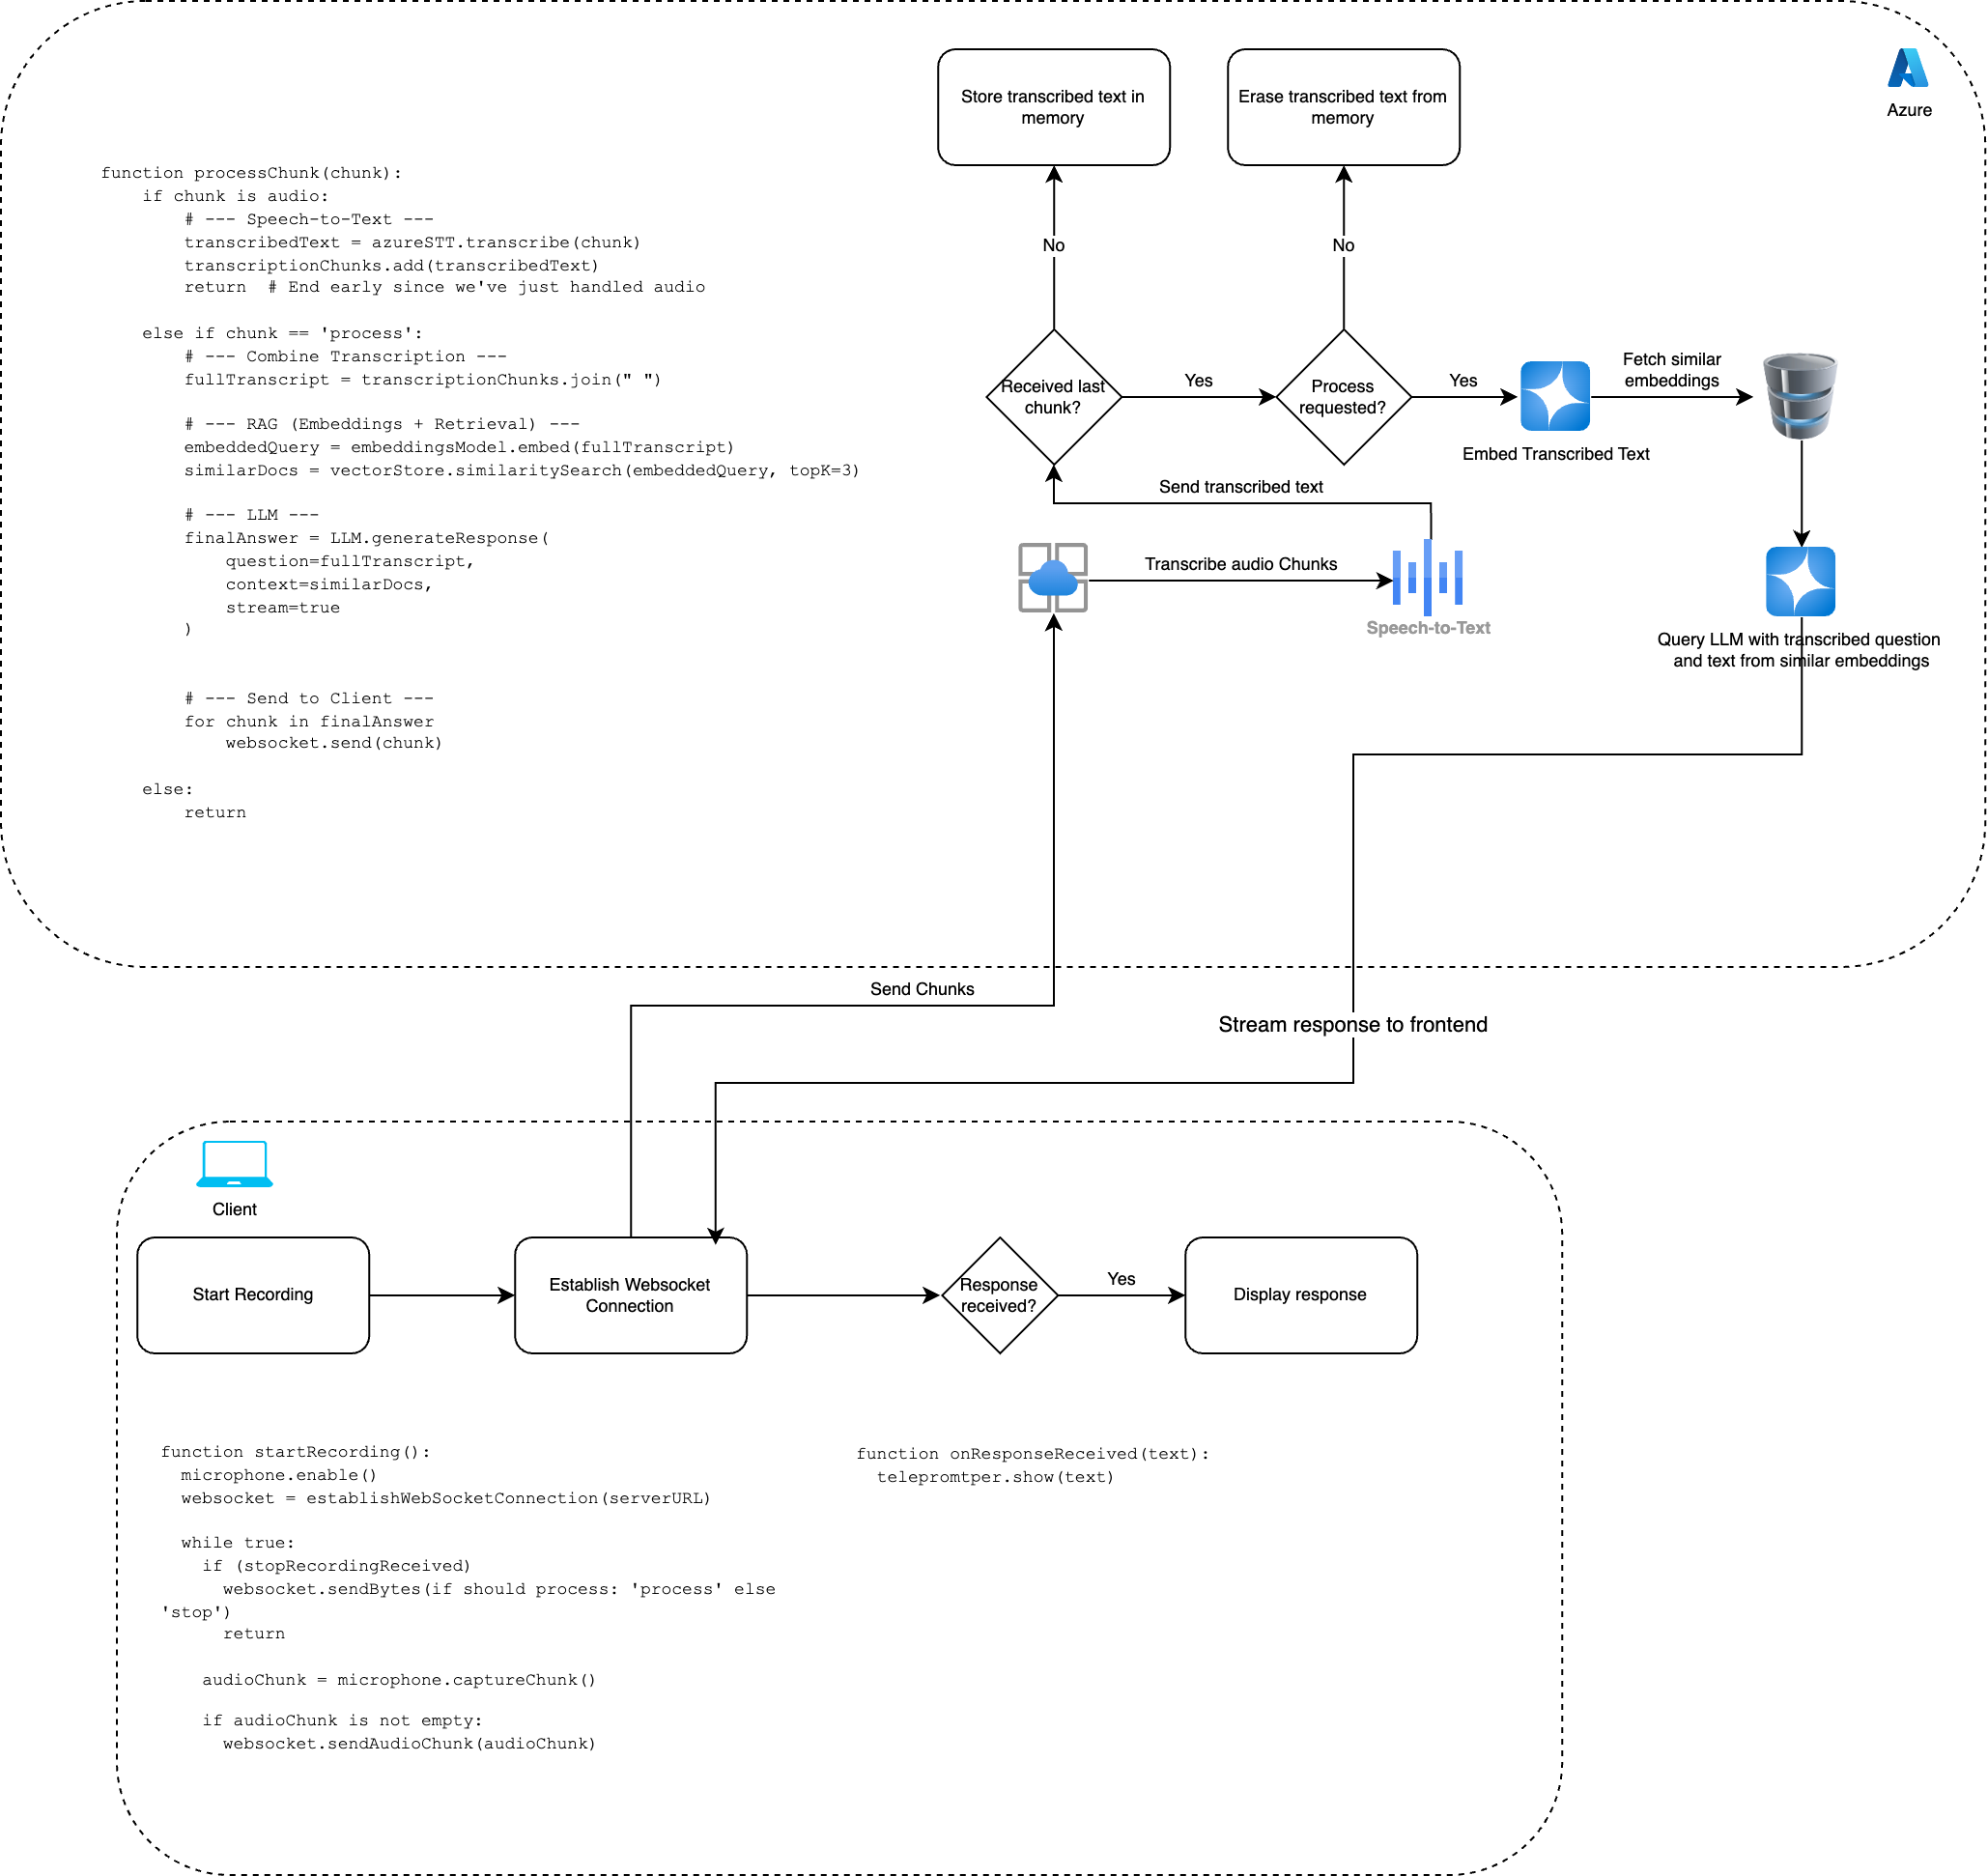 Store transcribed text in
memory
Erase transcribed text from
memory
Azure
function processChunk(chunk):
    if chunk is audio:
        # --- Speech-to-Text ---
        transcribedText = azureSTT.transcribe(chunk)
        transcriptionChunks.add(transcribedText)
        return  # End early since we've just handled audio
    else if chunk == 'process':
        # --- Combine Transcription ---
        fullTranscript = transcriptionChunks.join(" ")
        # --- RAG (Embeddings + Retrieval) ---
        embeddedQuery = embeddingsModel.embed(fullTranscript)
        similarDocs = vectorStore.similaritySearch(embeddedQuery, topK=3)
        # --- LLM ---
        finalAnswer = LLM.generateResponse(
            question=fullTranscript,
            context=similarDocs,
            stream=true
        )
        # --- Send to Client ---
        for chunk in finalAnswer
            websocket.send(chunk)
    else:
        return
No
No
Received last
chunk?
Yes
Process
requested?
Yes
Embed Transcribed Text
Fetch similar
embeddings
Send transcribed text
Transcribe audio Chunks
Speech-to-Text
Query LLM with transcribed question
and text from similar embeddings
Send Chunks
Stream response to frontend
Client
Start Recording
Establish Websocket
Connection
Response
received?
Yes
Display response
function startRecording():
  microphone.enable()
  websocket = establishWebSocketConnection(serverURL)
  while true:
    if (stopRecordingReceived)
      websocket.sendBytes(if should process: 'process' else
'stop')
      return
    audioChunk = microphone.captureChunk()
    if audioChunk is not empty:
      websocket.sendAudioChunk(audioChunk)
function onResponseReceived(text):
  telepromtper.show(text)